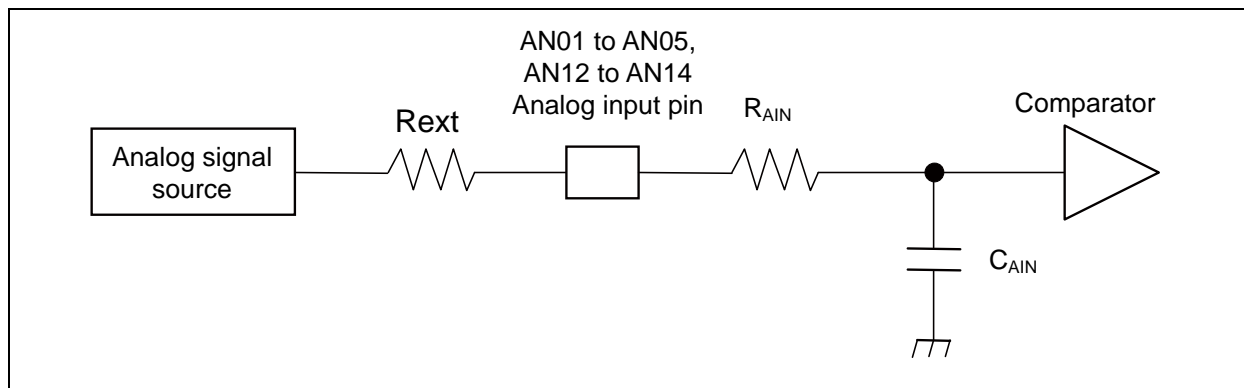 AN01 to AN05,
AN12 to AN14
Analog input pin
Comparator
Rext
RAIN
Analog signal
source
CAIN